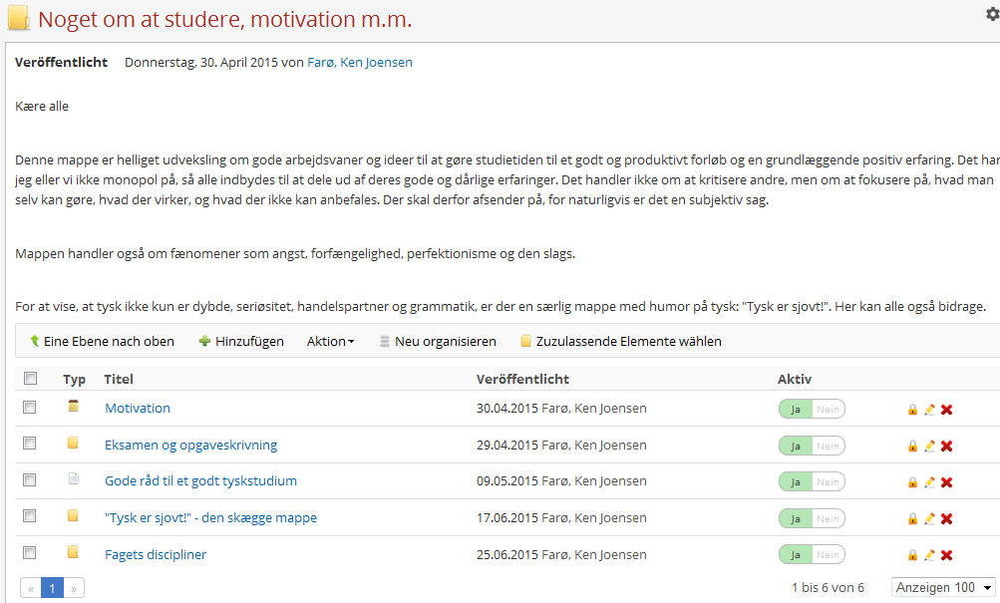 Noget om at studere, motivation m.m.
Veröffentlicht Donnerstag, 30. April 2015 von Farø, Ken Joensen
Kære alle
Denne mappe er helliget udveksling om gode arbejdsvaner og ideer til at gøre studietiden til et godt og produktivt forløb og en grundlæggende positiv erfaring. Det har
jeg eller vi ikke monopol på, så alle indbydes til at dele ud af deres gode og dårlige erfaringer. Det handler ikke om at kritisere andre, men om at fokusere på, hvad man
selv kan gøre, hvad der virker, og hvad der ikke kan anbefales. Der skal derfor afsender på, for naturligvis er det en subjektiv sag.
Mappen handler også om fænomener som angst, forfængelighed, perfektionisme og den slags.
For at vise, at tysk ikke kun er dybde, seriøsitet, handelspartner og grammatik, er der en særlig mappe med humor på tysk: "Tysk er sjovt!". Her kan alle også bidrage.
Eine Ebene nach oben Hinzufügen Aktion Neu organisieren Zuzulassende Elemente wählen
Typ Titel Veröffentlicht Aktiv
Motivation 30.04.2015 Farø, Ken Joensen Ja Nein
Eksamen og opgaveskrivning 29.04.2015 Farø, Ken Joensen Ja Nein
Gode råd til et godt tyskstudium 09.05.2015 Farø, Ken Joensen Ja Nein
"Tysk er sjovt!" - den skægge mappe 17.06.2015 Farø, Ken Joensen Ja Nein
Fagets discipliner 25.06.2015 Farø, Ken Joensen Ja Nein
« 1 » 1 bis 6 von 6 Anzeigen 100